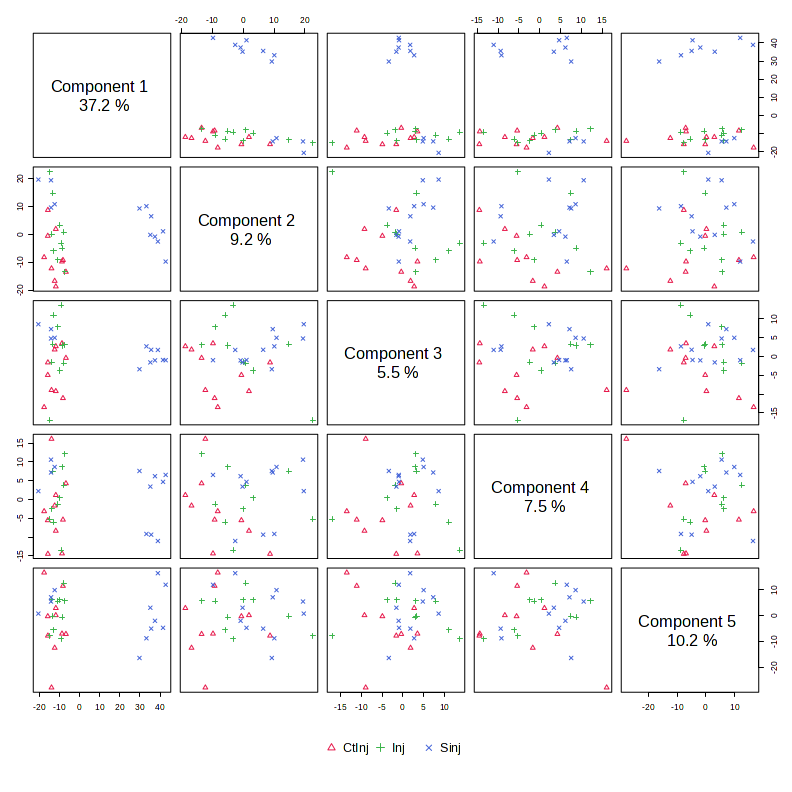 -20 -10 0 10 20 -15 -10 -5 0 5 10 15
Component 1
37.2 %
-20 -10 0 10 20 30 40
-20 -10 0 10 20
Component 2
9.2 %
Component 3
5.5 %
-15 -10 -5 0 5 10
-15 -5 0 5 10 15
Component 4
7.5 %
Component 5
10.2 %
-20 -10 0 10
-20 -10 0 10 30 40 -15 -10 -5 0 5 10 -20 -10 0 10
CtInj Inj Sinj